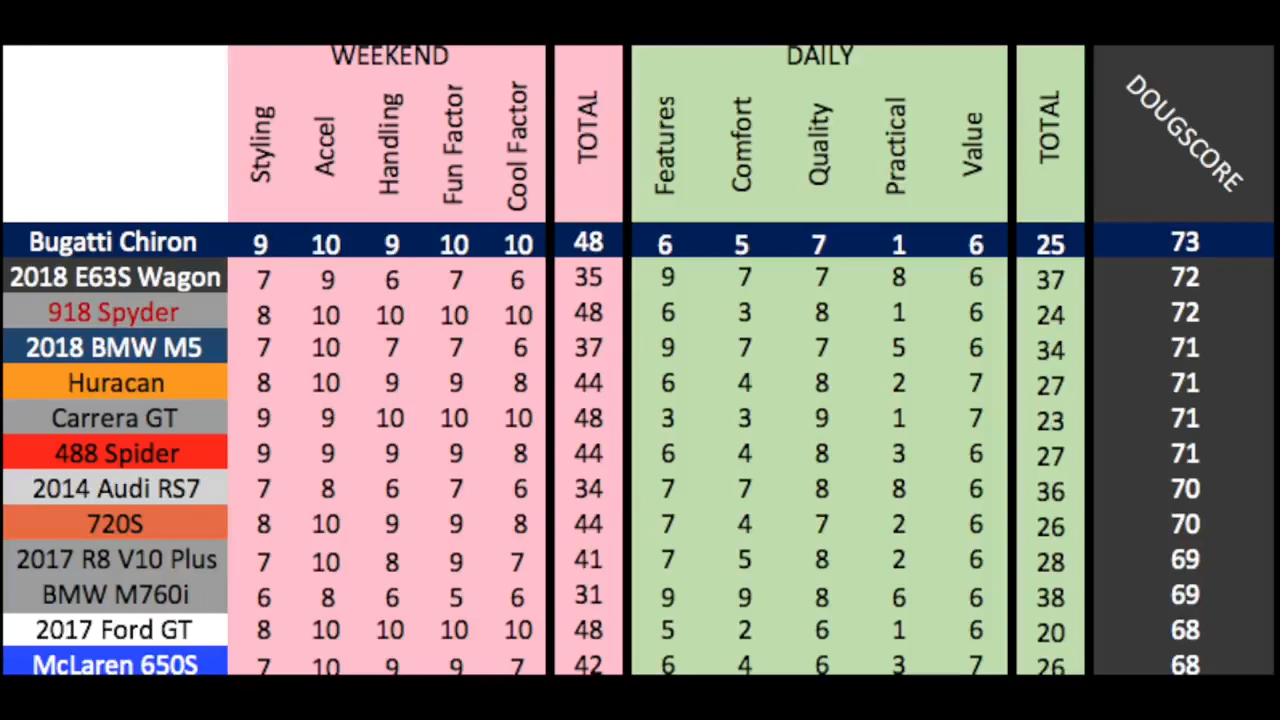 WEEKEND DAILY
Styling Accel Handling Fun Factor Cool Factor TOTAL Features Comfort Quality Practical Value TOTAL DOUGSCORE
Bugatti Chiron 9 10 9 10 10 48 6 5 7 1 6 25 73
2018 E63S Wagon 7 9 6 7 6 35 9 7 7 8 6 37 72
918 Spyder 8 10 10 10 10 48 6 3 8 1 6 24 72
2018 BMW M5 7 10 7 7 6 37 9 7 7 5 6 34 71
Huracan 8 10 9 9 8 44 6 4 8 2 7 27 71
Carrera GT 9 9 10 10 10 48 3 3 9 1 7 23 71
488 Spider 9 9 9 9 8 44 6 4 8 3 6 27 71
2014 Audi RS7 7 8 6 7 6 34 7 7 8 8 6 36 70
720S 8 10 9 9 8 44 7 4 7 2 6 26 70
2017 R8 V10 Plus 7 10 8 9 7 41 7 5 8 2 6 28 69
BMW M760i 6 8 6 5 6 31 9 9 8 6 6 38 69
2017 Ford GT 8 10 10 10 10 48 5 2 6 1 6 20 68
McLaren 650S 7 10 9 9 7 42 6 4 6 3 7 26 68